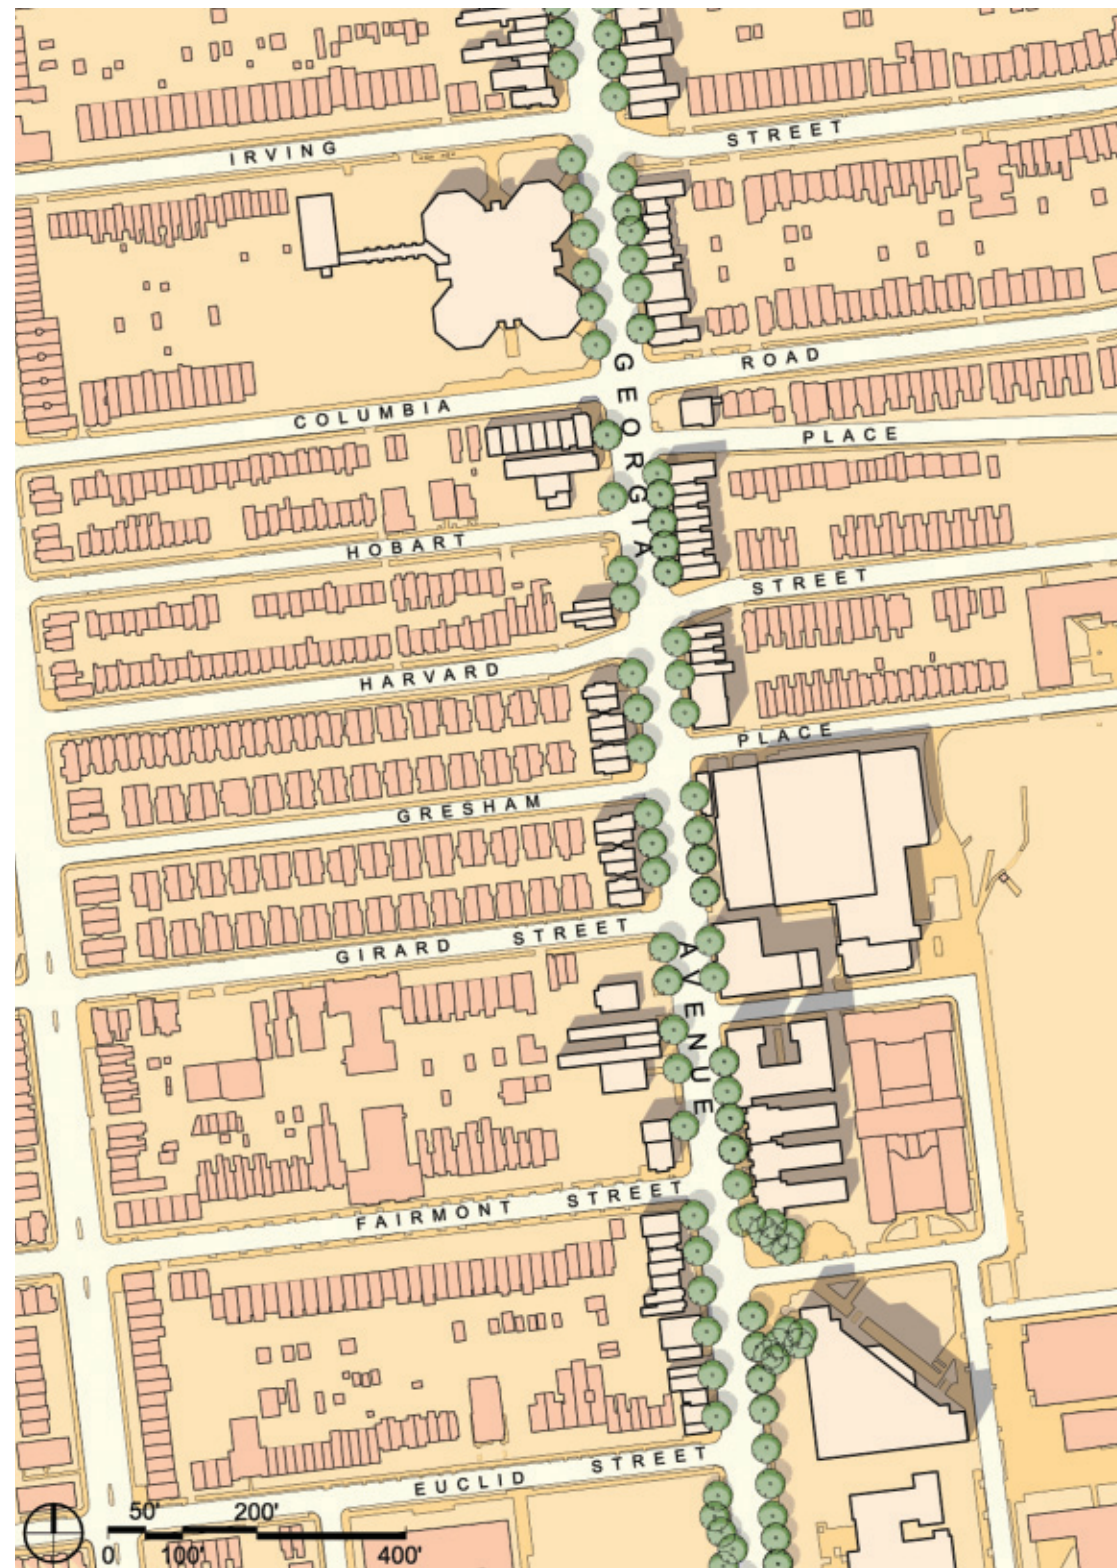 IRVING STREET
GEORGIA AVENUE
COLUMBIA ROAD
PLACE
HOBART
HARVARD STREET
GRESHAM PLACE
GIRARD STREET
FAIRMONT STREET
EUCLID STREET
50' 200'
0 100' 400'